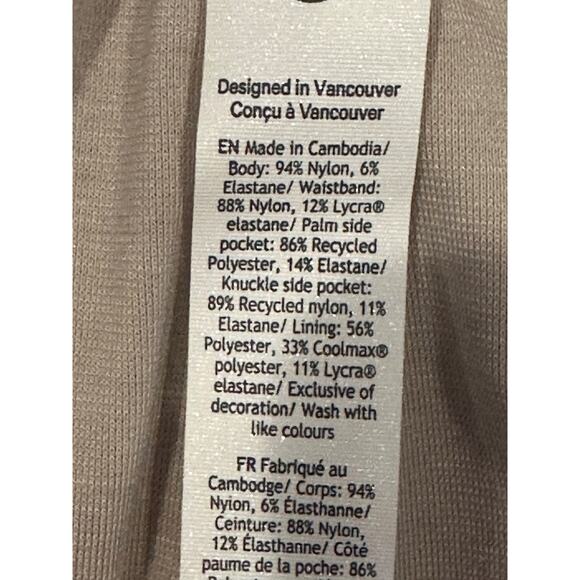 Designed in Vancouver
Conçu à Vancouver
EN Made in Cambodia/
Body: 94% Nylon, 6%
Elastane/ Waistband:
88% Nylon, 12% Lycra®
elastane/ Palm side
pocket: 86% Recycled
Polyester, 14% Elastane/
Knuckle side pocket:
89% Recycled nylon, 11%
Elastane/ Lining: 56%
Polyester, 33% Coolmax®
polyester, 11% Lycra®
elastane/ Exclusive of
decoration/ Wash with
like colours
FR Fabriqué au
Cambodge/ Corps: 94%
Nylon, 6% Élasthanne/
Ceinture: 88% Nylon,
12% Élasthanne/ Côté
paume de la poche: 86%